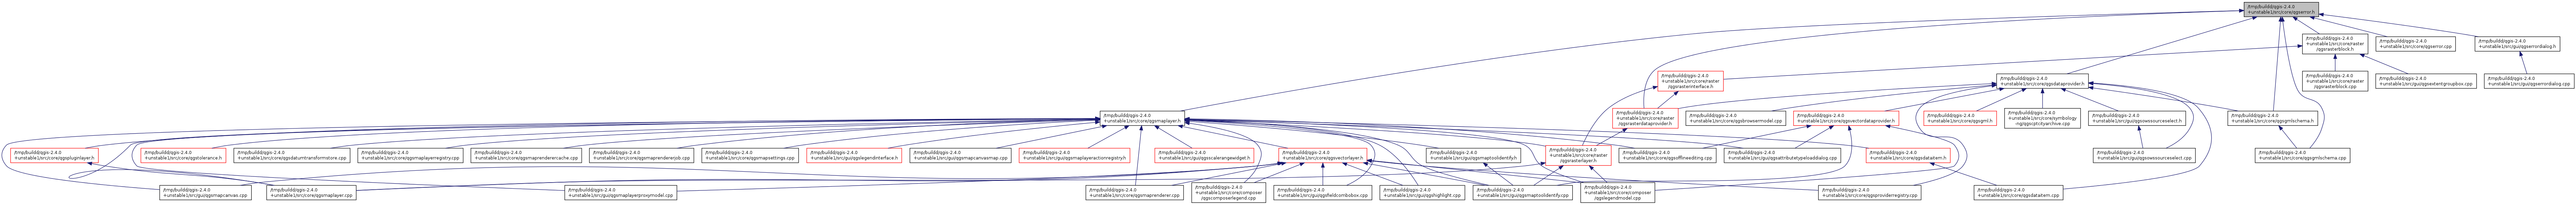 /tmp/buildd/qgis-2.4.0
+unstable1/src/core/qgserror.h
/tmp/buildd/qgis-2.4.0
+unstable1/src/core/raster
/qgsrasterblock.h
/tmp/buildd/qgis-2.4.0
+unstable1/src/core/qgserror.cpp
/tmp/buildd/qgis-2.4.0
+unstable1/src/gui/qgserrordialog.h
/tmp/buildd/qgis-2.4.0
+unstable1/src/core/raster
/qgsrasterinterface.h
/tmp/buildd/qgis-2.4.0
+unstable1/src/core/qgsdataprovider.h
/tmp/buildd/qgis-2.4.0
+unstable1/src/core/raster
/qgsrasterblock.cpp
/tmp/buildd/qgis-2.4.0
+unstable1/src/gui/qgsextentgroupbox.cpp
/tmp/buildd/qgis-2.4.0
+unstable1/src/gui/qgserrordialog.cpp
/tmp/buildd/qgis-2.4.0
+unstable1/src/core/qgsmaplayer.h
/tmp/buildd/qgis-2.4.0
+unstable1/src/core/raster
/qgsrasterdataprovider.h
/tmp/buildd/qgis-2.4.0
+unstable1/src/core/qgsbrowsermodel.cpp
/tmp/buildd/qgis-2.4.0
+unstable1/src/core/qgsvectordataprovider.h
/tmp/buildd/qgis-2.4.0
+unstable1/src/core/qgsgml.h
/tmp/buildd/qgis-2.4.0
+unstable1/src/core/symbology
-ng/qgscptcityarchive.cpp
/tmp/buildd/qgis-2.4.0
+unstable1/src/gui/qgsowssourceselect.h
/tmp/buildd/qgis-2.4.0
+unstable1/src/core/qgsgmlschema.h
/tmp/buildd/qgis-2.4.0
+unstable1/src/core/qgspluginlayer.h
/tmp/buildd/qgis-2.4.0
+unstable1/src/core/qgstolerance.h
/tmp/buildd/qgis-2.4.0
+unstable1/src/core/qgsdatumtransformstore.cpp
/tmp/buildd/qgis-2.4.0
+unstable1/src/core/qgsmaplayerregistry.cpp
/tmp/buildd/qgis-2.4.0
+unstable1/src/core/qgsmaprenderercache.cpp
/tmp/buildd/qgis-2.4.0
+unstable1/src/core/qgsmaprendererjob.cpp
/tmp/buildd/qgis-2.4.0
+unstable1/src/core/qgsmapsettings.cpp
/tmp/buildd/qgis-2.4.0
+unstable1/src/gui/qgslegendinterface.h
/tmp/buildd/qgis-2.4.0
+unstable1/src/gui/qgsmapcanvasmap.cpp
/tmp/buildd/qgis-2.4.0
+unstable1/src/gui/qgsmaplayeractionregistry.h
/tmp/buildd/qgis-2.4.0
+unstable1/src/gui/qgsscalerangewidget.h
/tmp/buildd/qgis-2.4.0
+unstable1/src/core/qgsvectorlayer.h
/tmp/buildd/qgis-2.4.0
+unstable1/src/gui/qgsmaptoolidentify.h
/tmp/buildd/qgis-2.4.0
+unstable1/src/core/raster
/qgsrasterlayer.h
/tmp/buildd/qgis-2.4.0
+unstable1/src/core/qgsofflineediting.cpp
/tmp/buildd/qgis-2.4.0
+unstable1/src/gui/qgsattributetypeloaddialog.cpp
/tmp/buildd/qgis-2.4.0
+unstable1/src/core/qgsdataitem.h
/tmp/buildd/qgis-2.4.0
+unstable1/src/gui/qgsowssourceselect.cpp
/tmp/buildd/qgis-2.4.0
+unstable1/src/core/qgsgmlschema.cpp
/tmp/buildd/qgis-2.4.0
+unstable1/src/gui/qgsmapcanvas.cpp
/tmp/buildd/qgis-2.4.0
+unstable1/src/core/qgsmaplayer.cpp
/tmp/buildd/qgis-2.4.0
+unstable1/src/gui/qgsmaplayerproxymodel.cpp
/tmp/buildd/qgis-2.4.0
+unstable1/src/core/qgsmaprenderer.cpp
/tmp/buildd/qgis-2.4.0
+unstable1/src/core/composer
/qgscomposerlegend.cpp
/tmp/buildd/qgis-2.4.0
+unstable1/src/gui/qgsfieldcombobox.cpp
/tmp/buildd/qgis-2.4.0
+unstable1/src/gui/qgshighlight.cpp
/tmp/buildd/qgis-2.4.0
+unstable1/src/gui/qgsmaptoolidentify.cpp
/tmp/buildd/qgis-2.4.0
+unstable1/src/core/composer
/qgslegendmodel.cpp
/tmp/buildd/qgis-2.4.0
+unstable1/src/core/qgsproviderregistry.cpp
/tmp/buildd/qgis-2.4.0
+unstable1/src/core/qgsdataitem.cpp